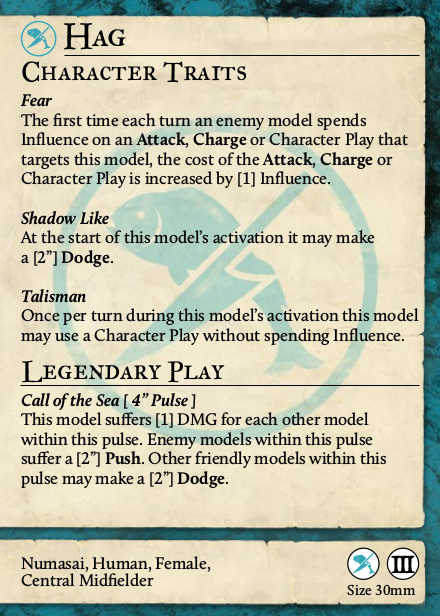 Hag
Character Traits
Fear
The first time each turn an enemy model spends
Influence on an Attack, Charge or Character Play that
targets this model, the cost of the Attack, Charge or
Character Play is increased by [1] Influence.
Shadow Like
At the start of this model's activation it may make
a [2"] Dodge.
Talisman
Once per turn during this model's activation this model
may use a Character Play without spending Influence.
Legendary Play
Call of the Sea [ 4" Pulse ]
This model suffers [1] DMG for each other model
within this pulse. Enemy models within this pulse
suffer a [2"] Push. Other friendly models within this
pulse may make a [2"] Dodge.
Numasai, Human, Female,
Central Midfielder
III
Size 30mm